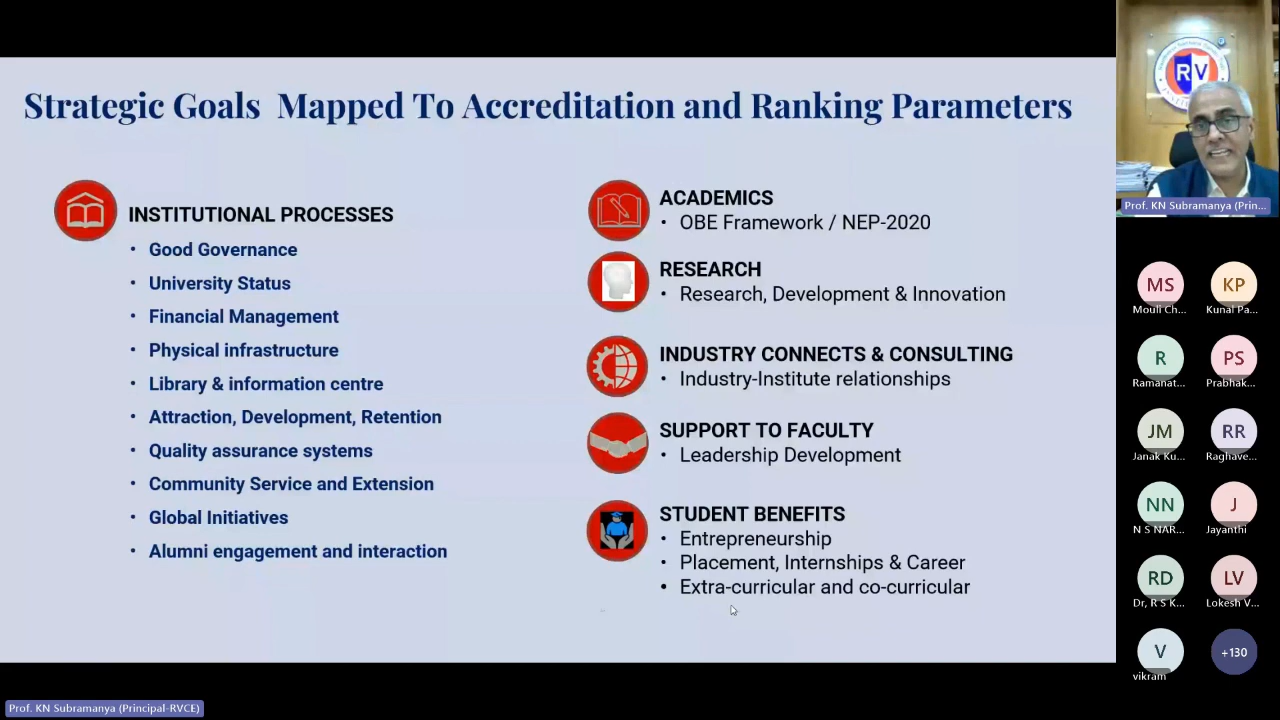 Strategic Goals Mapped To Accreditation and Ranking Parameters
INSTITUTIONAL PROCESSES
• Good Governance
• University Status
• Financial Management
• Physical infrastructure
• Library & information centre
• Attraction, Development, Retention
• Quality assurance systems
• Community Service and Extension
• Global Initiatives
• Alumni engagement and interaction
ACADEMICS
• OBE Framework / NEP-2020
RESEARCH
• Research, Development & Innovation
INDUSTRY CONNECTS & CONSULTING
• Industry-Institute relationships
SUPPORT TO FACULTY
• Leadership Development
STUDENT BENEFITS
• Entrepreneurship
• Placement, Internships & Career
• Extra-curricular and co-curricular
RV
Prof. KN Subramanya (Prin...
MS
KP
Mouli Ch...
Kunal Pa...
R
PS
Ramanat...
Prabhak...
JM
RR
Janak Ku...
Raghave...
NN
J
N S NAR...
Jayanthi
RD
LV
Dr, R S K...
Lokesh V...
V
+130
vikram
Prof. KN Subramanya (Principal-RVCE)